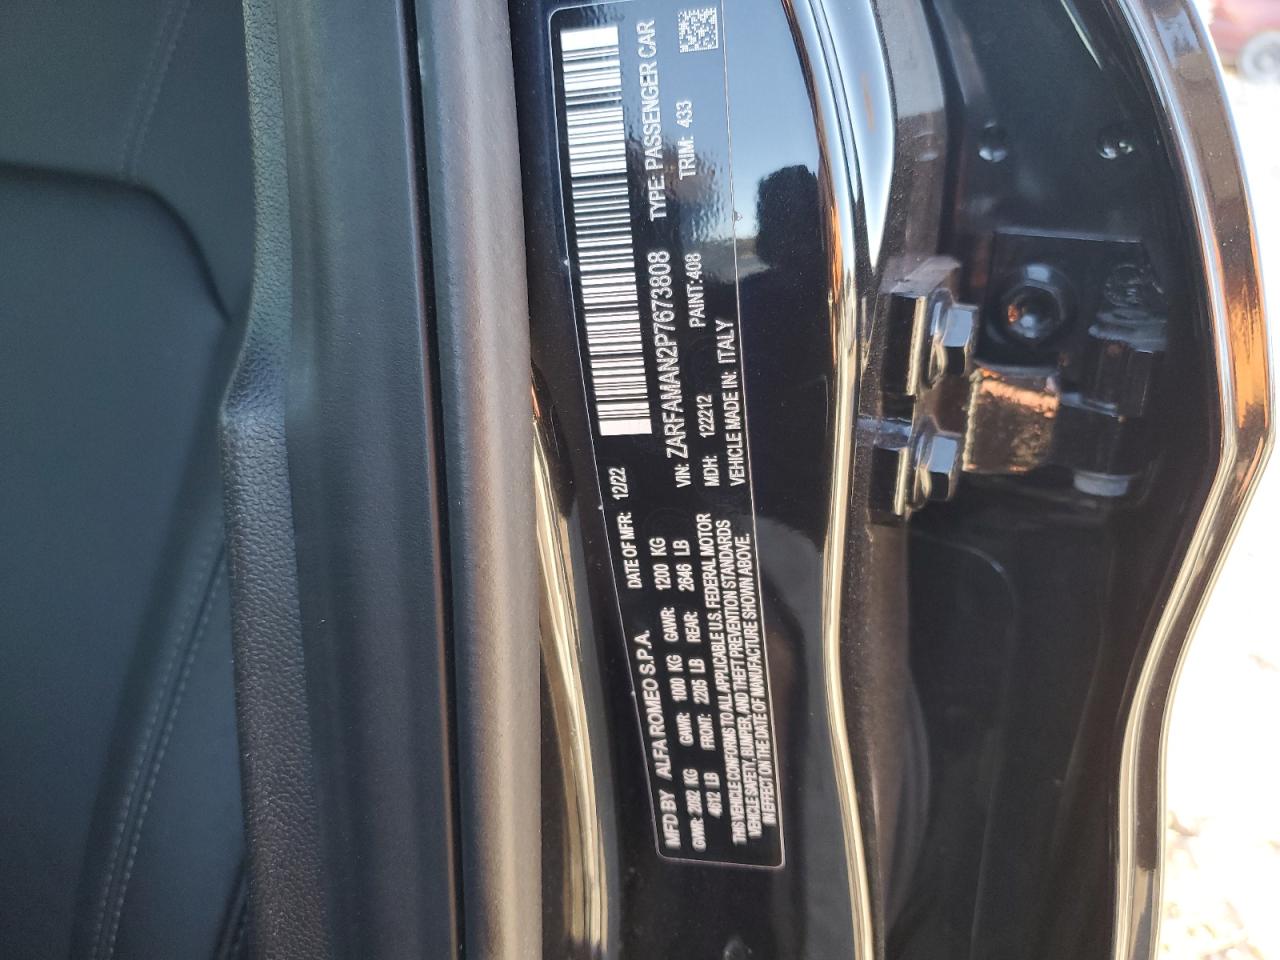 MFD BY ALFA ROMEO S.P.A. DATE OF MFR: 12/22
GVWR: 2092 KG GAWR: 1000 KG GAWR: 1200 KG
4612 LB FRONT: 2205 LB REAR: 2646 LB
THIS VEHICLE CONFORMS TO ALL APPLICABLE U.S. FEDERAL MOTOR
VEHICLE SAFETY, BUMPER, AND THEFT PREVENTION STANDARDS
IN EFFECT ON THE DATE OF MANUFACTURE SHOWN ABOVE.
VIN: ZARFAMAN2P7673808 TYPE: PASSENGER CAR
MDH: 122212 PAINT: 408 TRIM: 433
VEHICLE MADE IN: ITALY